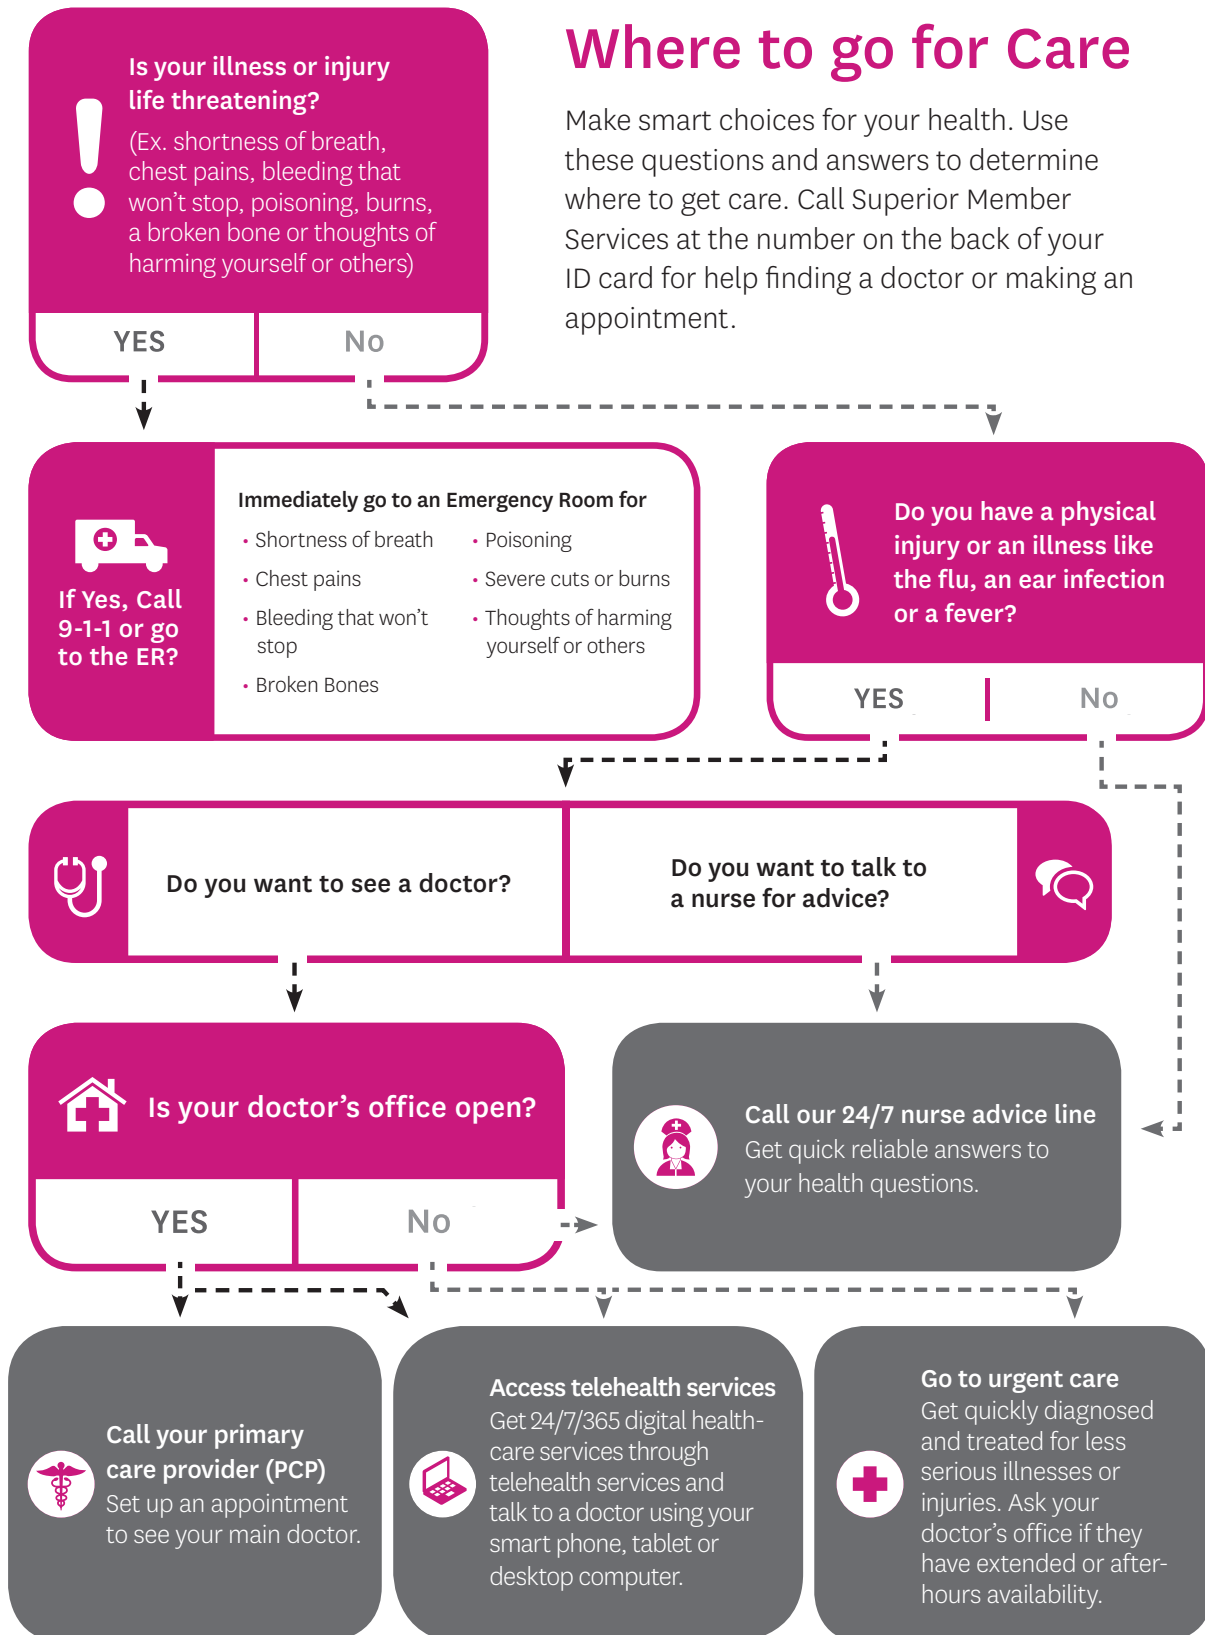 Where to go for Care
Make smart choices for your health. Use
these questions and answers to determine
where to get care. Call Superior Member
Services at the number on the back of your
ID card for help finding a doctor or making an
appointment.
Is your illness or injury
life threatening?
(Ex. shortness of breath,
chest pains, bleeding that
won't stop, poisoning, burns,
a broken bone or thoughts of
harming yourself or others)
YES
No
If Yes, Call
9-1-1 or go
to the ER?
Immediately go to an Emergency Room for
• Shortness of breath
• Chest pains
• Bleeding that won't
stop
• Broken Bones
• Poisoning
• Severe cuts or burns
• Thoughts of harming
yourself or others
Do you have a physical
injury or an illness like
the flu, an ear infection
or a fever?
YES
No
Do you want to see a doctor?
Do you want to talk to
a nurse for advice?
Is your doctor's office open?
YES
No
Call our 24/7 nurse advice line
Get quick reliable answers to
your health questions.
Call your primary
care provider (PCP)
Set up an appointment
to see your main doctor.
Access telehealth services
Get 24/7/365 digital health-
care services through
telehealth services and
talk to a doctor using your
smart phone, tablet or
desktop computer.
Go to urgent care
Get quickly diagnosed
and treated for less
serious illnesses or
injuries. Ask your
doctor's office if they
have extended or after-
hours availability.